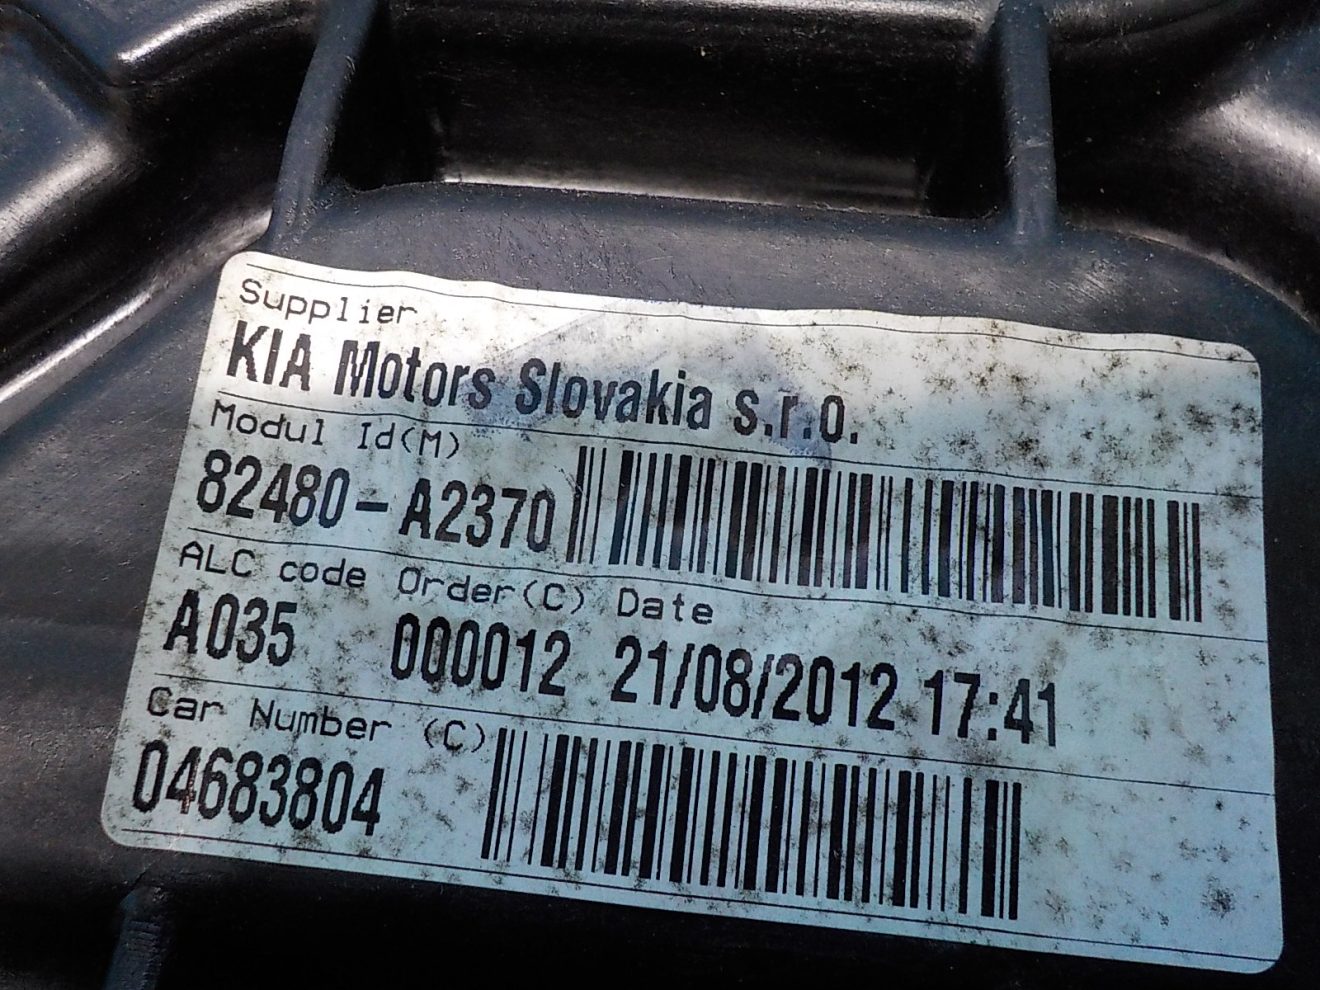 Supplier
KIA Motors Slovakia s.r.o.
Modul Id(M)
82480-A2370
ALC code Order(C) Date
A035 000012 21/08/2012 17:41
Car Number (C)
04683804